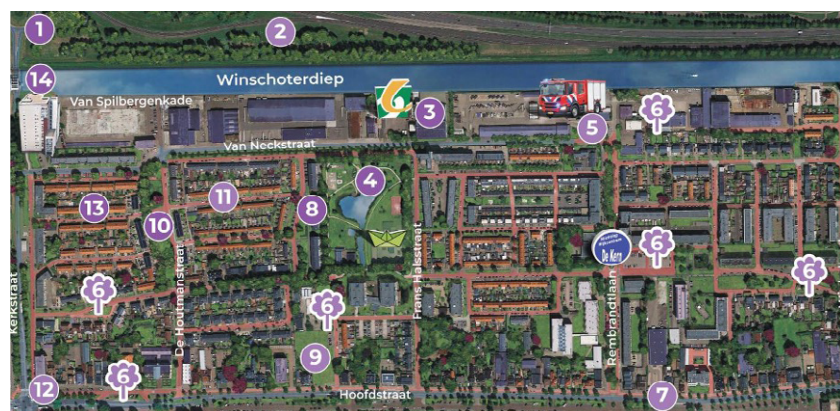 1
2
14
Winschoterdiep
Van Spilbergenkade
3
6
5
Van Neckstraat
4
13
11
8
10
6
De Kern
6
6
6
Kerkstraat
De Houtmanstraat
Frans Halsstraat
Rembrandtlaan
9
6
12
7
Hoofdstraat